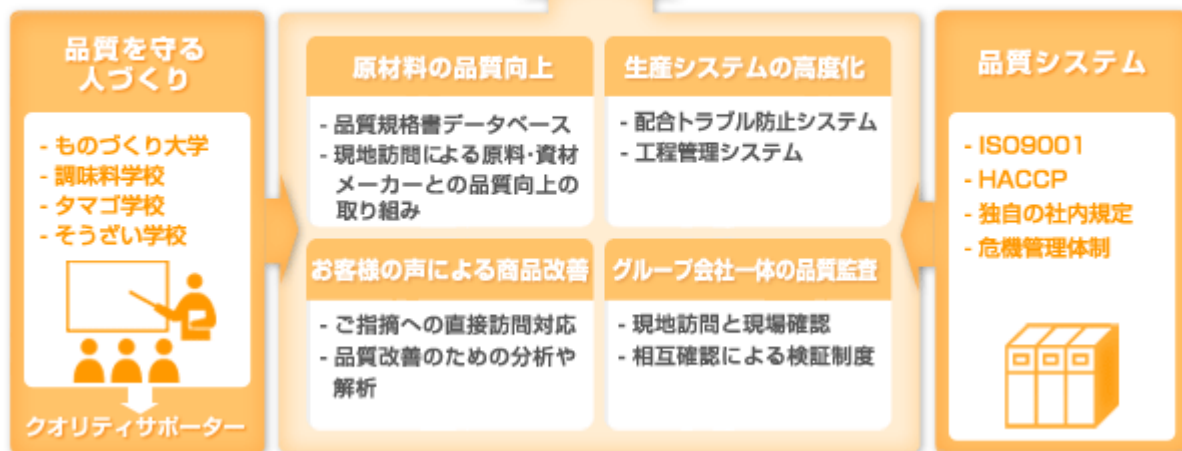 品質を守る
人づくり
- ものづくり大学
- 調味料学校
- タマゴ学校
- そうざい学校
クオリティサポーター
原材料の品質向上
- 品質規格書データベース
- 現地訪問による原料・資材
メーカーとの品質向上の
取り組み
生産システムの高度化
- 配合トラブル防止システム
- 工程管理システム
お客様の声による商品改善
- ご指摘への直接訪問対応
- 品質改善のための分析や
解析
グループ会社一体の品質監査
- 現地訪問と現場確認
- 相互確認による検証制度
品質システム
- ISO9001
- HACCP
- 独自の社内規定
- 危機管理体制